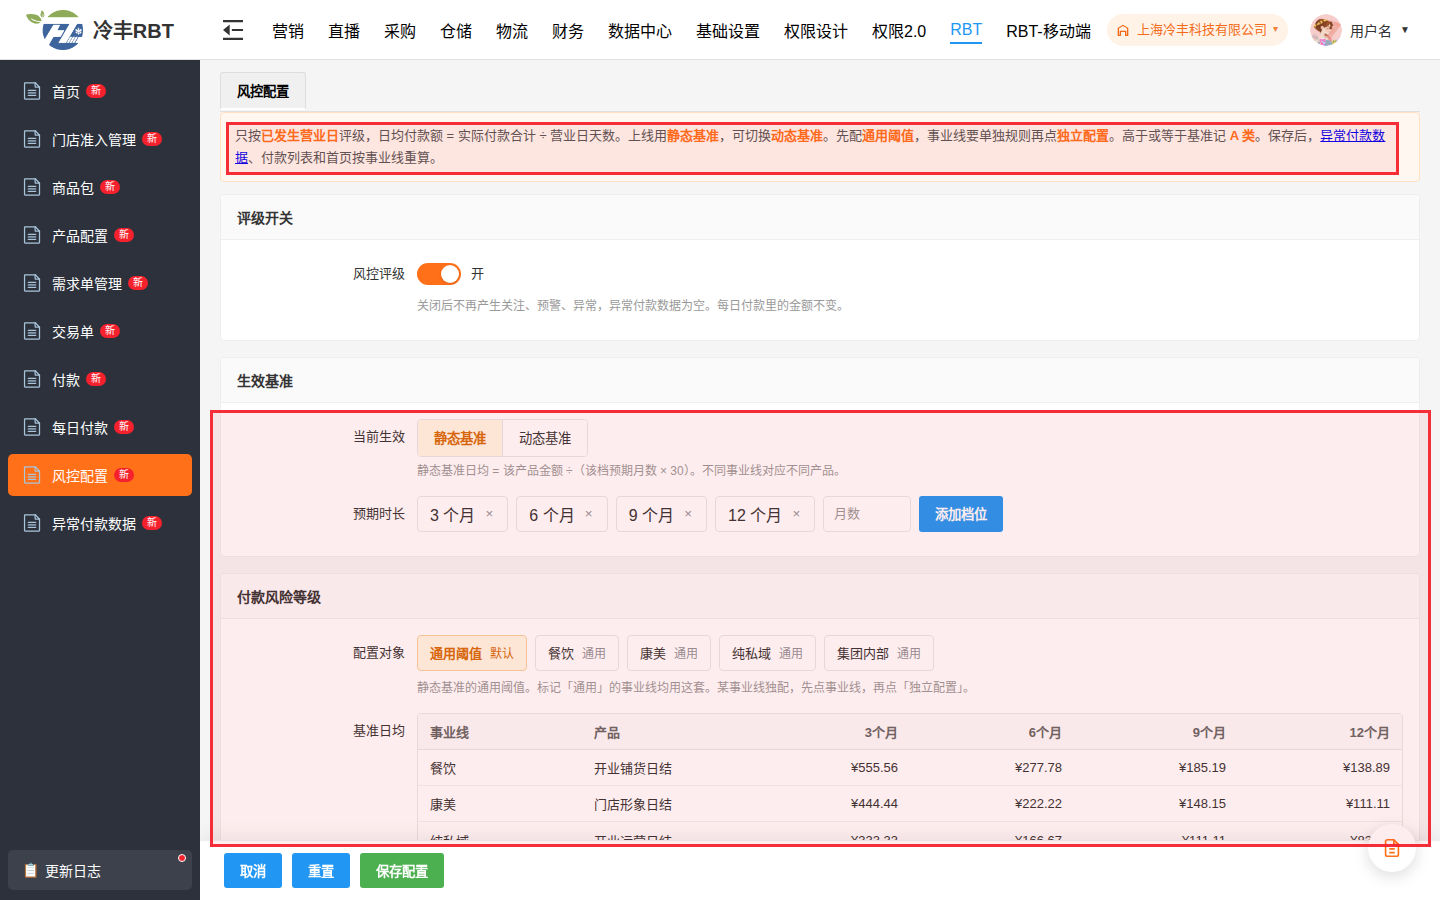 冷丰RBT
营销 直播 采购 仓储 物流 财务 数据中心 基础设置 权限设计 权限2.0 RBT RBT-移动端 上海冷丰科技有限公司 ▾ 用户名 ▼
首页 新
门店准入管理 新
商品包 新
产品配置 新
需求单管理 新
交易单 新
付款 新
每日付款 新
风控配置 新
异常付款数据 新
更新日志
风控配置
只按已发生营业日评级，日均付款额 = 实际付款合计 ÷ 营业日天数。上线用静态基准，可切换动态基准。先配通用阈值，事业线要单独规则再点独立配置。高于或等于基准记 A 类。保存后，异常付款数
据、付款列表和首页按事业线重算。
评级开关
风控评级 开
关闭后不再产生关注、预警、异常，异常付款数据为空。每日付款里的金额不变。
生效基准
当前生效 静态基准 动态基准
静态基准日均 = 该产品金额 ÷（该档预期月数 × 30）。不同事业线对应不同产品。
预期时长 3 个月 × 6 个月 × 9 个月 × 12 个月 × 月数 添加档位
付款风险等级
配置对象 通用阈值 默认 餐饮 通用 康美 通用 纯私域 通用 集团内部 通用
静态基准的通用阈值。标记「通用」的事业线均用这套。某事业线独配，先点事业线，再点「独立配置」。
基准日均 事业线 产品 3个月 6个月 9个月 12个月
餐饮 开业铺货日结 ¥555.56 ¥277.78 ¥185.19 ¥138.89
康美 门店形象日结 ¥444.44 ¥222.22 ¥148.15 ¥111.11
纯私域 开业运营日结 ¥333.33 ¥166.67 ¥111.11
取消 重置 保存配置